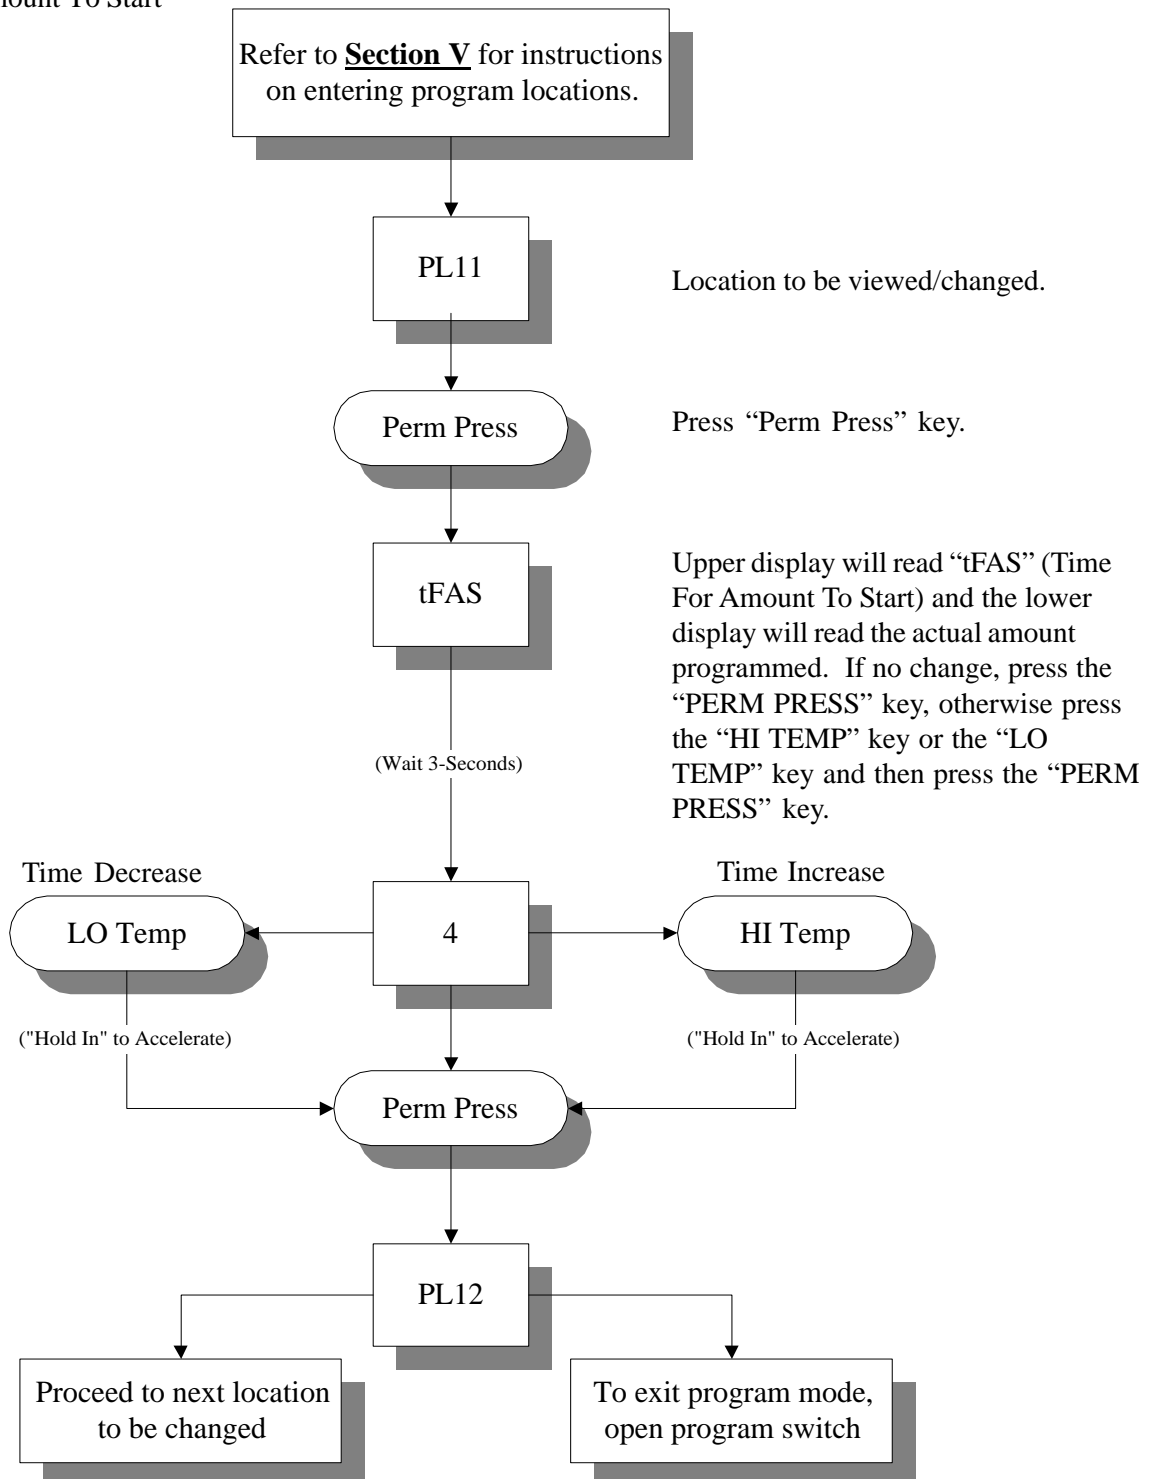 To Start
Refer to Section V for instructions
on entering program locations.
PL11
Location to be viewed/changed.
Perm Press
Press “Perm Press” key.
tFAS
Upper display will read “tFAS” (Time
For Amount To Start) and the lower
display will read the actual amount
programmed. If no change, press the
“PERM PRESS” key, otherwise press
the “HI TEMP” key or the “LO
TEMP” key and then press the “PERM
PRESS” key.
(Wait 3-Seconds)
Time Decrease
Time Increase
LO Temp
4
HI Temp
("Hold In" to Accelerate)
("Hold In" to Accelerate)
Perm Press
PL12
Proceed to next location
to be changed
To exit program mode,
open program switch